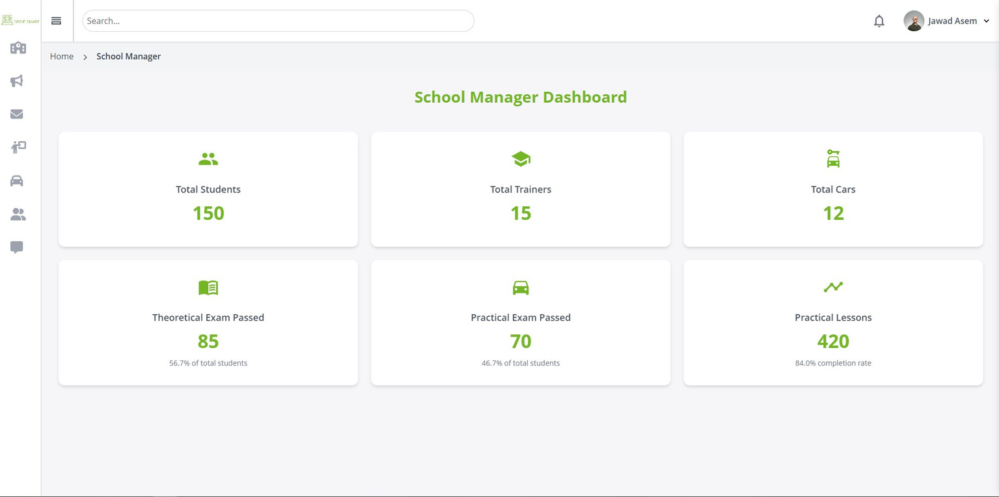 DRIVE SMART
Search...
Jawad Asem
Home
School Manager
School Manager Dashboard
Total Students
150
Total Trainers
15
Total Cars
12
Theoretical Exam Passed
85
56.7% of total students
Practical Exam Passed
70
46.7% of total students
Practical Lessons
420
84.0% completion rate